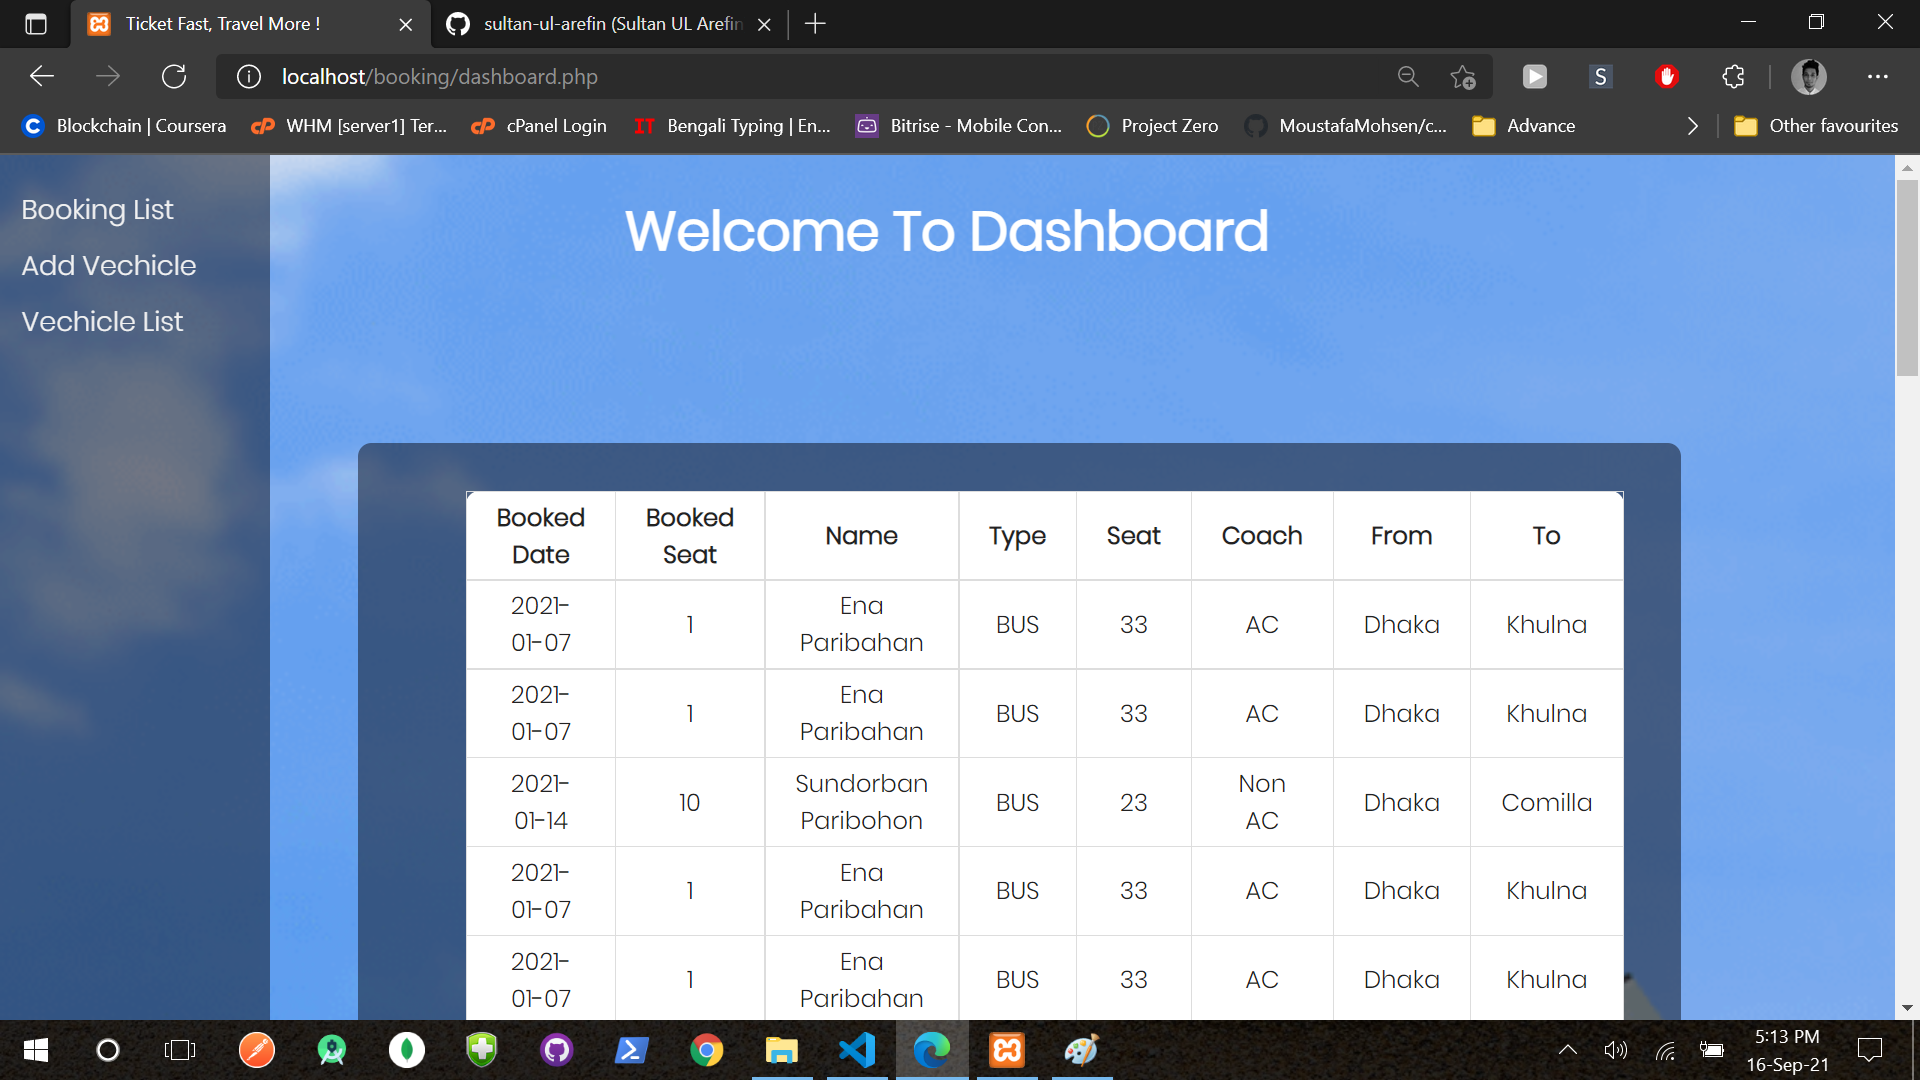 Ticket Fast, Travel More !
sultan-ul-arefin (Sultan UL Arefin
localhost/booking/dashboard.php
S
Blockchain | Coursera
WHM [server1] Ter...
cPanel Login
IT
Bengali Typing | En...
Bitrise - Mobile Con...
Project Zero
MoustafaMohsen/c...
Advance
Other favourites
Booking List
Add Vechicle
Vechicle List
Welcome To Dashboard
Booked Date Booked Seat Name Type Seat Coach From To
2021-01-07 1 Ena Paribahan BUS 33 AC Dhaka Khulna
2021-01-07 1 Ena Paribahan BUS 33 AC Dhaka Khulna
2021-01-14 10 Sundorban Paribohon BUS 23 Non AC Dhaka Comilla
2021-01-07 1 Ena Paribahan BUS 33 AC Dhaka Khulna
2021-01-07 1 Ena Paribahan BUS 33 AC Dhaka Khulna
5:13 PM
16-Sep-21